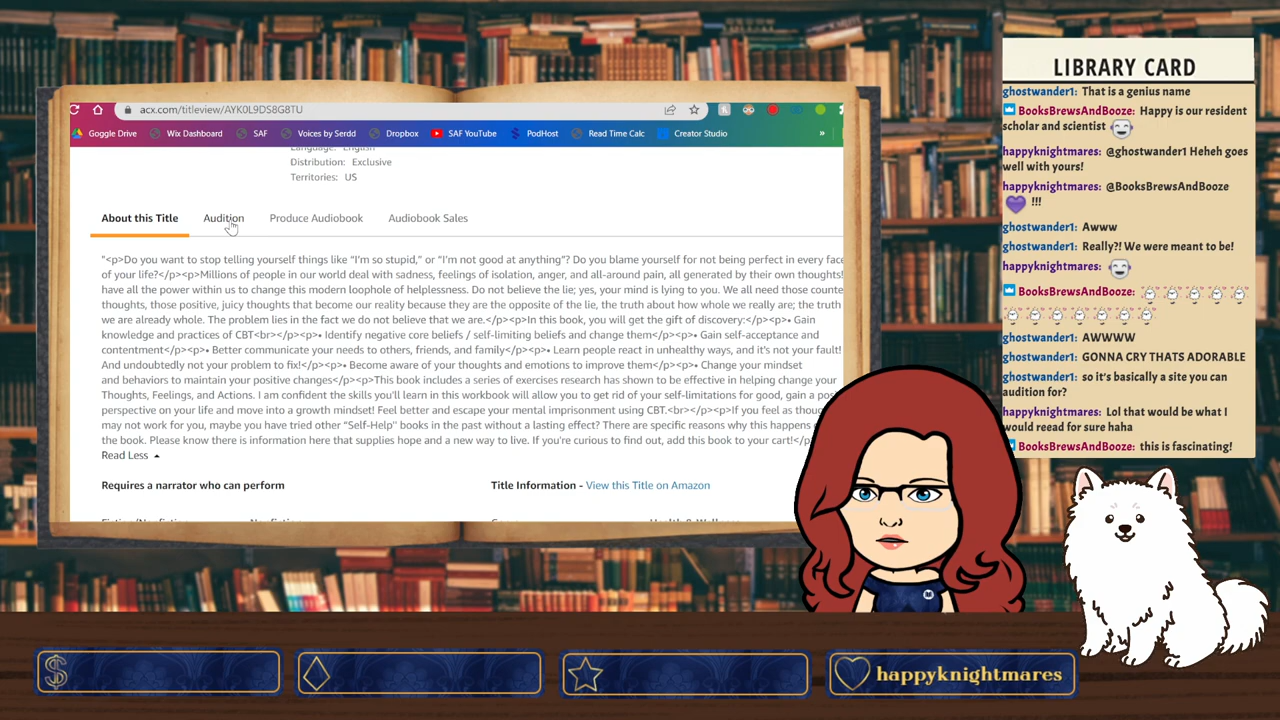 acx.com/titleview/AYK0L9DS8G8TU
Google Drive Wix Dashboard SAF Voices by Serdd Dropbox SAF YouTube PodHost Read Time Calc Creator Studio »
Language: English
Distribution: Exclusive
Territories: US
About this Title Audition Produce Audiobook Audiobook Sales
"<p>Do you want to stop telling yourself things like "I'm so stupid," or "I'm not good at anything"? Do you blame yourself for not being perfect in every face
of your life?</p><p>Millions of people in our world deal with sadness, feelings of isolation, anger, and all-around pain, all generated by their own thoughts!
have all the power within us to change this modern loophole of helplessness. Do not believe the lie; yes, your mind is lying to you. We all need those counte
thoughts, those positive, juicy thoughts that become our reality because they are the opposite of the lie, the truth about how whole we really are; the truth
we are already whole. The problem lies in the fact we do not believe that we are.</p><p>In this book, you will get the gift of discovery:</p><p>• Gain
knowledge and practices of CBT<br></p><p>• Identify negative core beliefs / self-limiting beliefs and change them</p><p>• Gain self-acceptance and
contentment</p><p>• Better communicate your needs to others, friends, and family</p><p>• Learn people react in unhealthy ways, and it's not your fault!
And undoubtedly not your problem to fix!</p><p>• Become aware of your thoughts and emotions to improve them</p><p>• Change your mindset
and behaviors to maintain your positive changes</p><p>This book includes a series of exercises research has shown to be effective in helping change your
Thoughts, Feelings, and Actions. I am confident the skills you'll learn in this workbook will allow you to get rid of your self-limitations for good, gain a pos
perspective on your life and move into a growth mindset! Feel better and escape your mental imprisonment using CBT.<br></p><p>If you feel as thoug
may not work for you, maybe you have tried other "Self-Help" books in the past without a lasting effect? There are specific reasons why this happens
the book. Please know there is information here that supplies hope and a new way to live. If you're curious to find out, add this book to your cart!</p
Read Less
Requires a narrator who can perform
Title Information - View this Title on Amazon
LIBRARY CARD
ghostwander1: That is a genius name
BooksBrewsAndBooze: Happy is our resident
scholar and scientist
happyknightmares: @ghostwander1 Heheh goes
well with yours!
happyknightmares: @BooksBrewsAndBooze
!!!
ghostwander1: Awww
ghostwander1: Really?! We were meant to be!
happyknightmares:
BooksBrewsAndBooze:
ghostwander1: AWWWW
ghostwander1: GONNA CRY THATS ADORABLE
ghostwander1: so it's basically a site you can
audition for?
happyknightmares: Lol that would be what I
would reead for sure haha
BooksBrewsAndBooze: this is fascinating!
$
happyknightmares